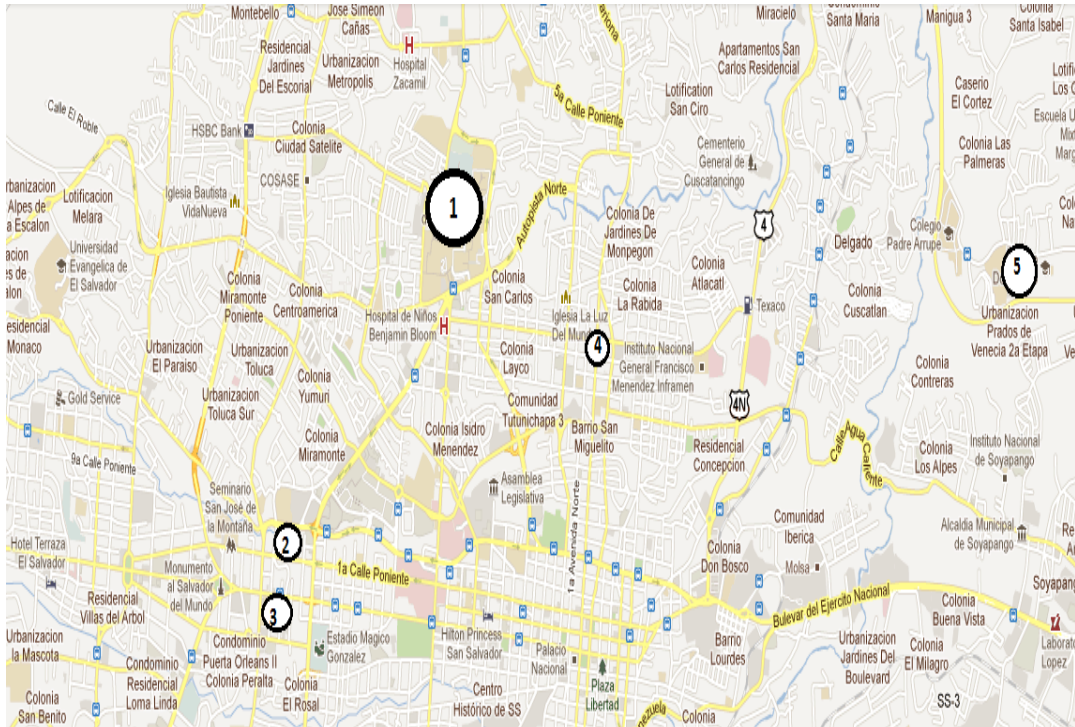 Montebello
Jose Simeon
Cañas
Miracielo
Santa Maria
Manigua 3
Colonia
Santa Isabel
Residencial
Jardines
Del Escorial
Urbanizacion
Metropolis
H
Hospital
Zacamil
Apartamentos San
Carlos Residencial
5a Calle Poniente
Lotification
San Ciro
Caserio
El Cortez
Calle El Roble
HSBC Bank
Colonia
Ciudad Satelite
Cementerio
General de
Cuscatancingo
Colonia Las
Palmeras
COSASE
Iglesia Bautista
VidaNueva
Lotificacion
Melara
1
Autopista Norte
Colonia De
Jardines De
Monpegon
4
Delgado
Colegio
Padre Arrupe
5
Universidad
Evangelica de
El Salvador
Colonia
Miramonte
Poniente
Colonia
Centroamerica
Colonia
San Carlos
Colonia
La Rabida
Colonia
Atlacatl
Colonia
Cuscatlan
Hospital de Niños
Benjamin Bloom
H
Iglesia La Luz
Del Mundo
4
Texaco
Urbanizacion
Prados de
Venecia 2a Etapa
Monaco
Urbanizacion
El Paraiso
Urbanizacion
Toluca
Colonia
Layco
Instituto Nacional
General Francisco
Menendez Inframen
Colonia
Contreras
Gold Service
Urbanizacion
Toluca Sur
Colonia
Yumuri
Comunidad
Tutunichapa 3
4N
9a Calle Poniente
Colonia
Miramonte
Colonia Isidro
Menendez
Barrio San
Miguelito
Residencial
Concepcion
Calle Agua Caliente
Colonia
Los Alpes
Instituto Nacional
de Soyapango
Seminario
San José de
la Montaña
Asamblea
Legislativa
1a Avenida Norte
Comunidad
Iberica
Alcaldia Municipal
de Soyapango
Hotel Terraza
El Salvador
2
Monumento
al Salvador
del Mundo
1a Calle Poniente
Colonia
Don Bosco
Molsa
Bulevar del Ejercito Nacional
Residencial
Villas del Arbol
3
Colonia
Buena Vista
Urbanizacion
la Mascota
Condominio
Puerta Orleans II
Colonia Peralta
Estadio Magico
Gonzalez
Hilton Princess
San Salvador
Palacio
Nacional
Barrio
Lourdes
Urbanizacion
Jardines Del
Boulevard
Colonia
El Milagro
Lopez
Condominio
Residencial
Loma Linda
Colonia
El Rosal
Plaza
Libertad
Colonia
San Benito
Centro
Histórico de SS
Colonia
SS-3